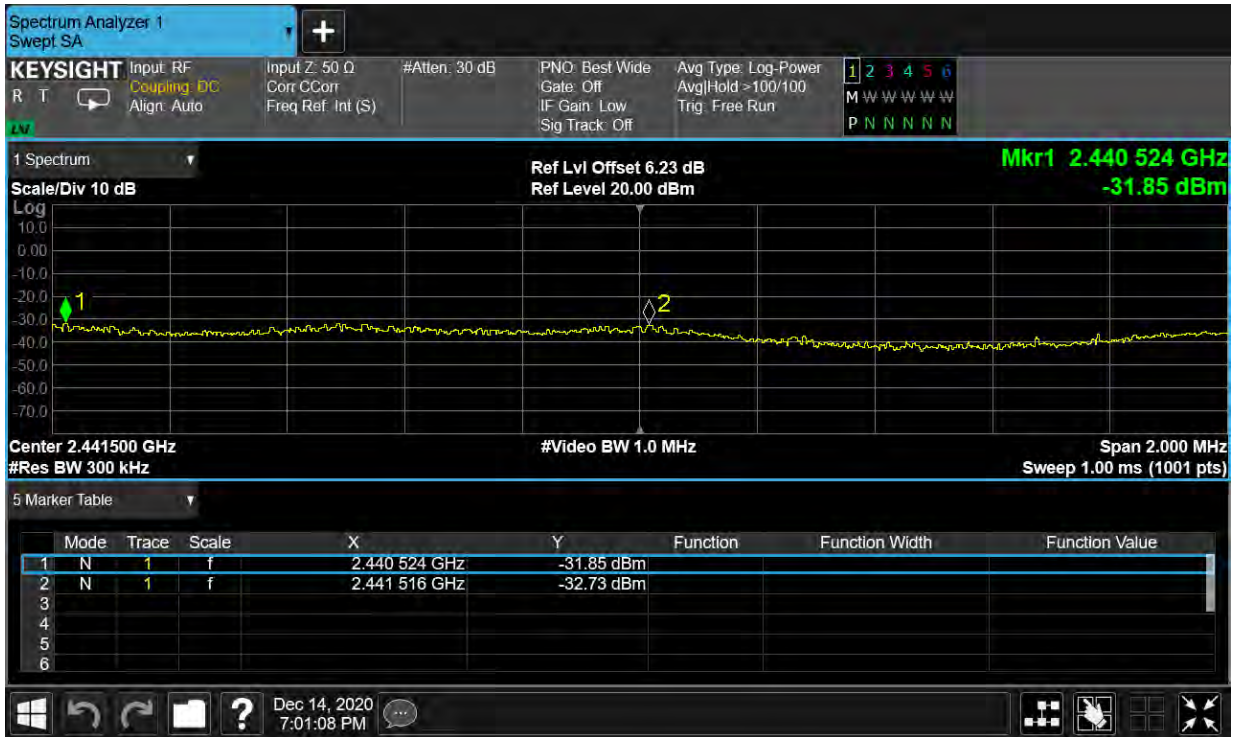 Spectrum Analyzer 1
Swept SA
+
KEYSIGHT Input: RF Input Z: 50 Ω #Atten: 30 dB PNO: Best Wide Avg Type: Log-Power 1 2 3 4 5 6
R T Coupling: DC Corr CCorr Gate: Off Avg|Hold >100/100 M W W W W W
Align: Auto Freq Ref: Int (S) IF Gain: Low Trig: Free Run
Sig Track: Off P N N N N N
1 Spectrum Ref Lvl Offset 6.23 dB Mkr1 2.440 524 GHz
Scale/Div 10 dB Ref Level 20.00 dBm -31.85 dBm
Log
10.0
0.00
-10.0
-20.0 1 2
-30.0
-40.0
-50.0
-60.0
-70.0
Center 2.441500 GHz #Video BW 1.0 MHz Span 2.000 MHz
#Res BW 300 kHz Sweep 1.00 ms (1001 pts)
5 Marker Table
Mode Trace Scale X Y Function Function Width Function Value
1 N 1 f 2.440 524 GHz -31.85 dBm
2 N 1 f 2.441 516 GHz -32.73 dBm
3
4
5
6
? Dec 14, 2020
7:01:08 PM